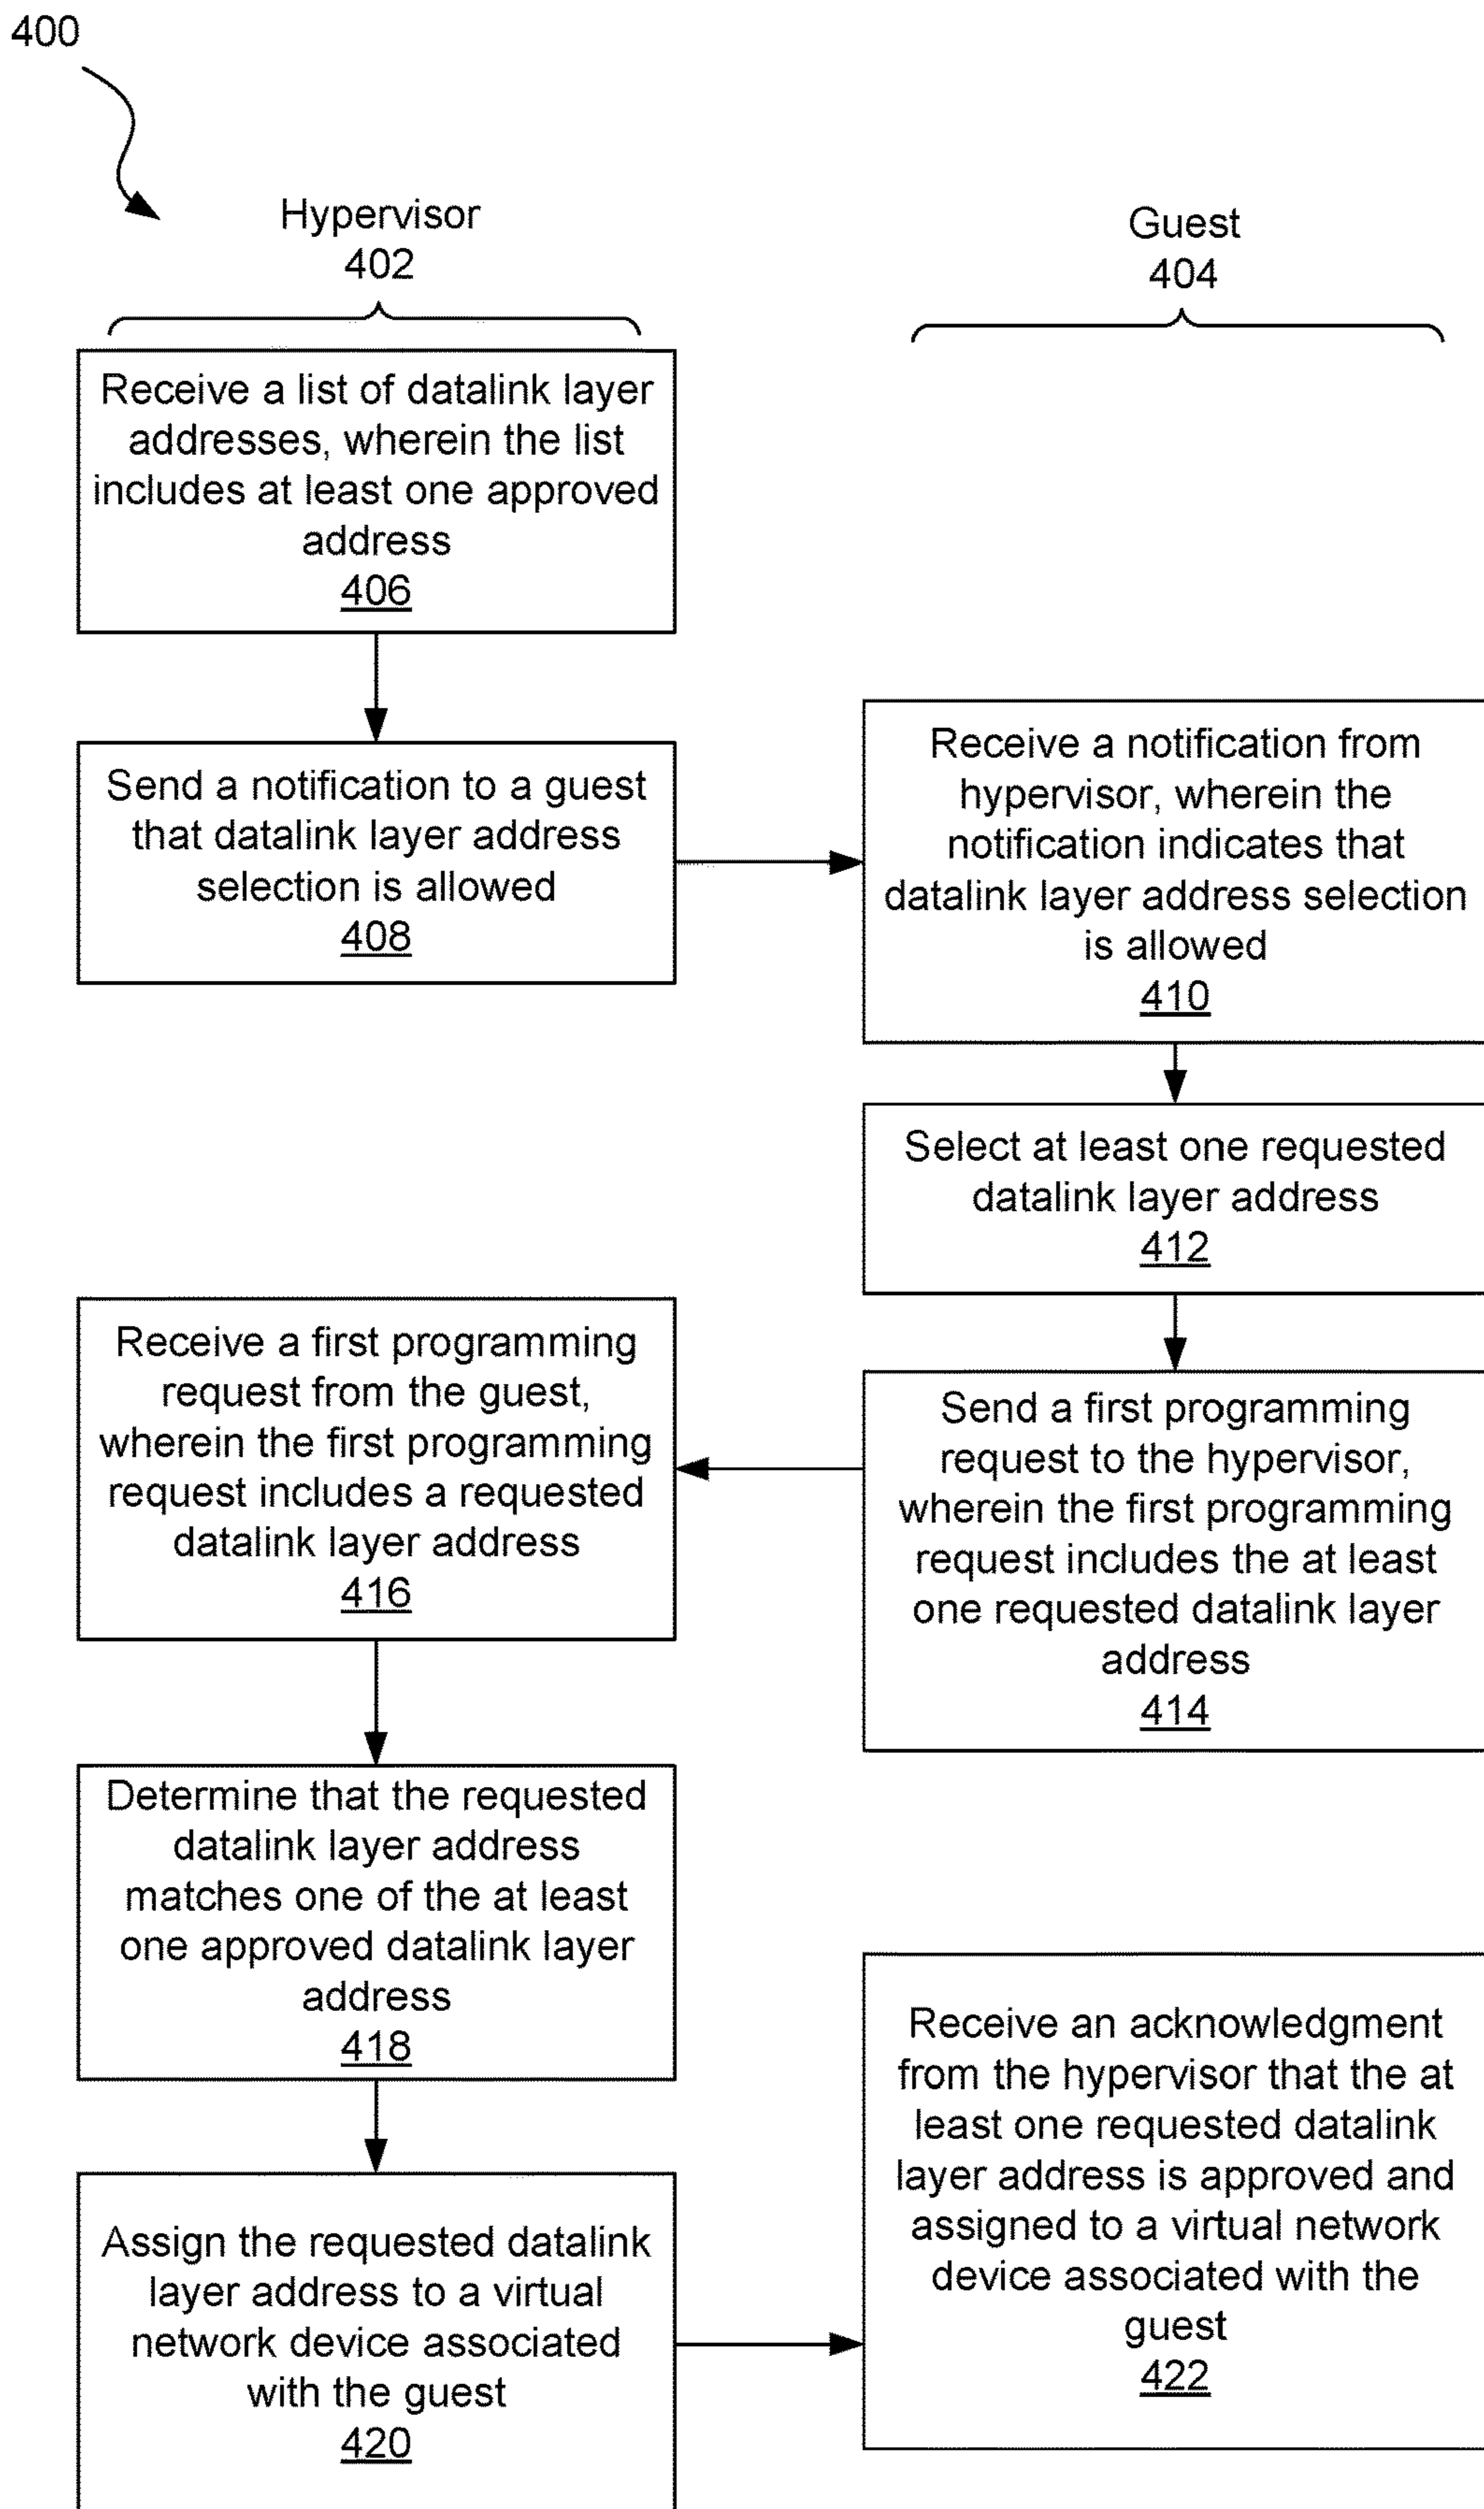 400
Hypervisor
402
Guest
404
Receive a list of datalink layer
addresses, wherein the list
includes at least one approved
address
406
Send a notification to a guest
that datalink layer address
selection is allowed
408
Receive a notification from
hypervisor, wherein the
notification indicates that
datalink layer address selection
is allowed
410
Select at least one requested
datalink layer address
412
Send a first programming
request to the hypervisor,
wherein the first programming
request includes the at least
one requested datalink layer
address
414
Receive a first programming
request from the guest,
wherein the first programming
request includes a requested
datalink layer address
416
Determine that the requested
datalink layer address
matches one of the at least
one approved datalink layer
address
418
Assign the requested datalink
layer address to a virtual
network device associated
with the guest
420
Receive an acknowledgment
from the hypervisor that the at
least one requested datalink
layer address is approved and
assigned to a virtual network
device associated with the
guest
422